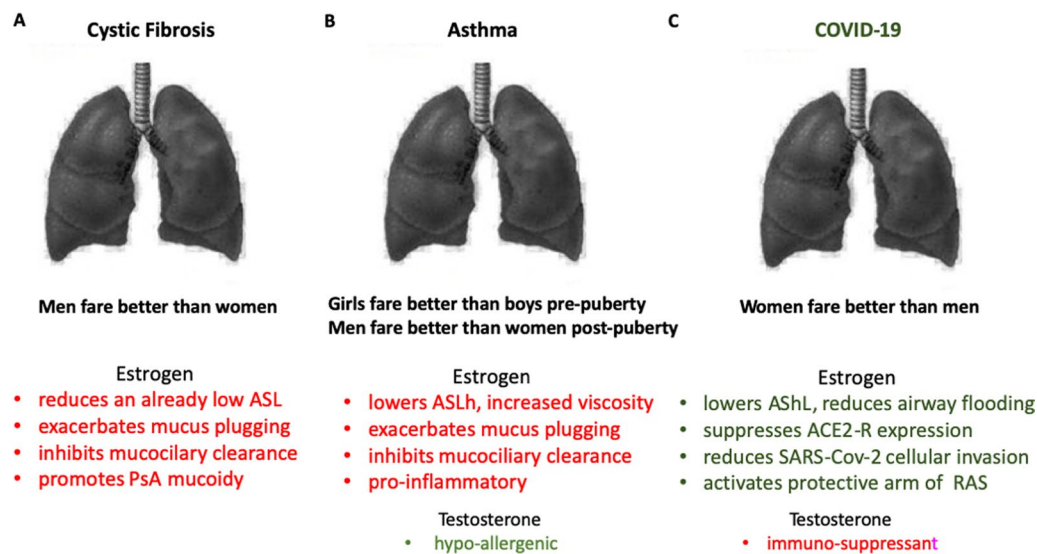 A
Cystic Fibrosis
Men fare better than women
Estrogen
• reduces an already low ASL
• exacerbates mucus plugging
• inhibits mucocilary clearance
• promotes PsA mucoidy
B
Asthma
Girls fare better than boys pre-puberty
Men fare better than women post-puberty
Estrogen
• lowers ASLh, increased viscosity
• exacerbates mucus plugging
• inhibits mucociliary clearance
• pro-inflammatory
Testosterone
• hypo-allergenic
C
COVID-19
Women fare better than men
Estrogen
• lowers AShL, reduces airway flooding
• suppresses ACE2-R expression
• reduces SARS-Cov-2 cellular invasion
• activates protective arm of RAS
Testosterone
• immuno-suppressant